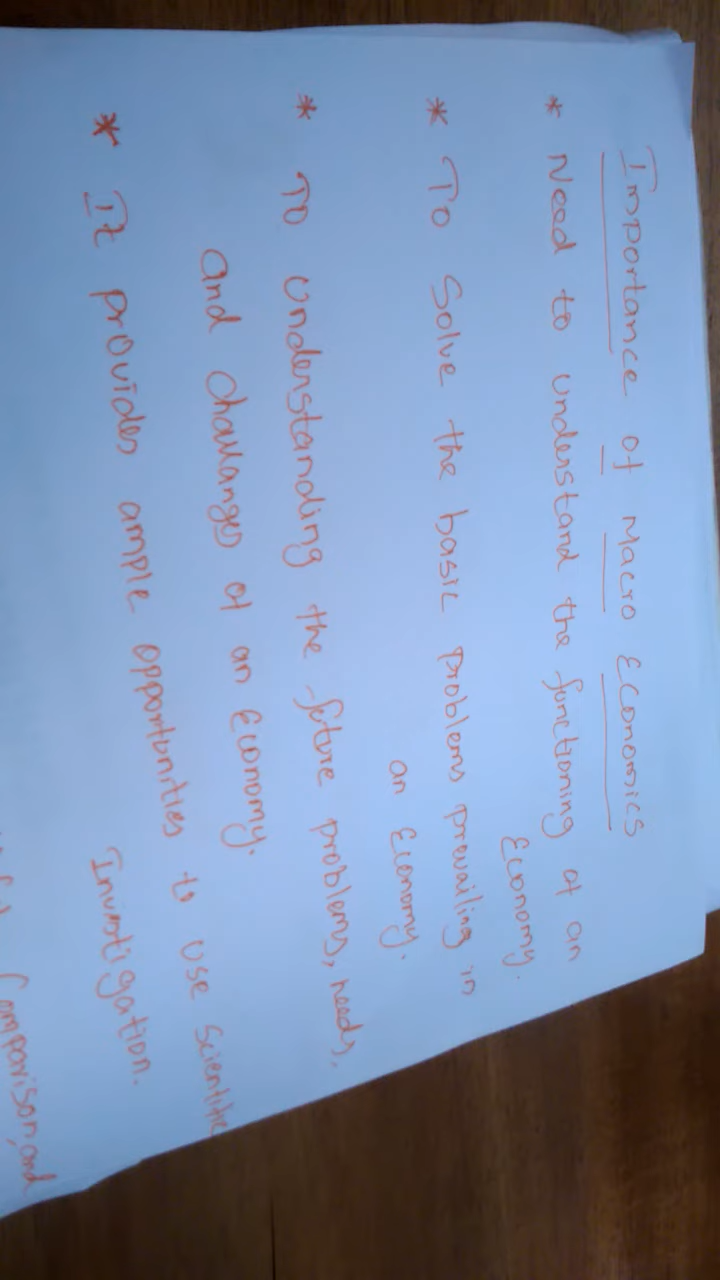 Importance of Macro Economics
* Need to understand the functioning of an
Economy.
* To Solve the basic problems prevailing in
an Economy.
* To understanding the future problems, needs,
and challanges of an Economy.
* It provides ample opportunities to use Scientific
Investigation.
Comparison, and